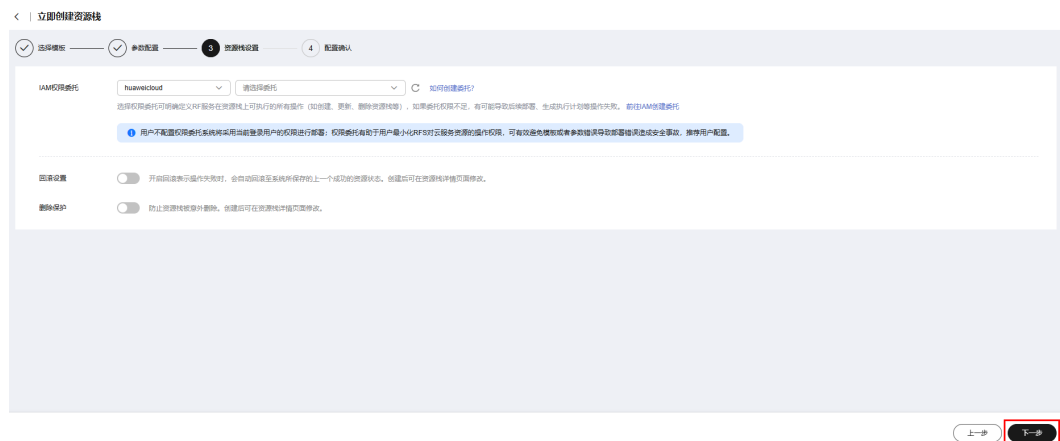 立即创建资源栈
选择模板 参数配置 3 资源栈设置 4 配置确认
IAM权限委托 huaweicloud 请选择委托 如何创建委托?
选择权限委托可明确定义RF服务在资源栈上可执行的所有操作（如创建、更新、删除资源栈等），如果委托权限不足，有可能导致后续部署、生成执行计划等操作失败。 前往IAM创建委托
用户不配置权限委托系统将采用当前登录用户的权限进行部署；权限委托有助于用户最小化RFS对云服务资源的操作权限，可有效避免模板或者参数错误导致部署错误造成安全事故，推荐用户配置。
回滚设置 开启回滚表示操作失败时，会自动回滚至系统所保存的上一个成功的资源状态。创建后可在资源栈详情页面修改。
删除保护 防止资源栈被意外删除。创建后可在资源栈详情页面修改。
上一步 下一步